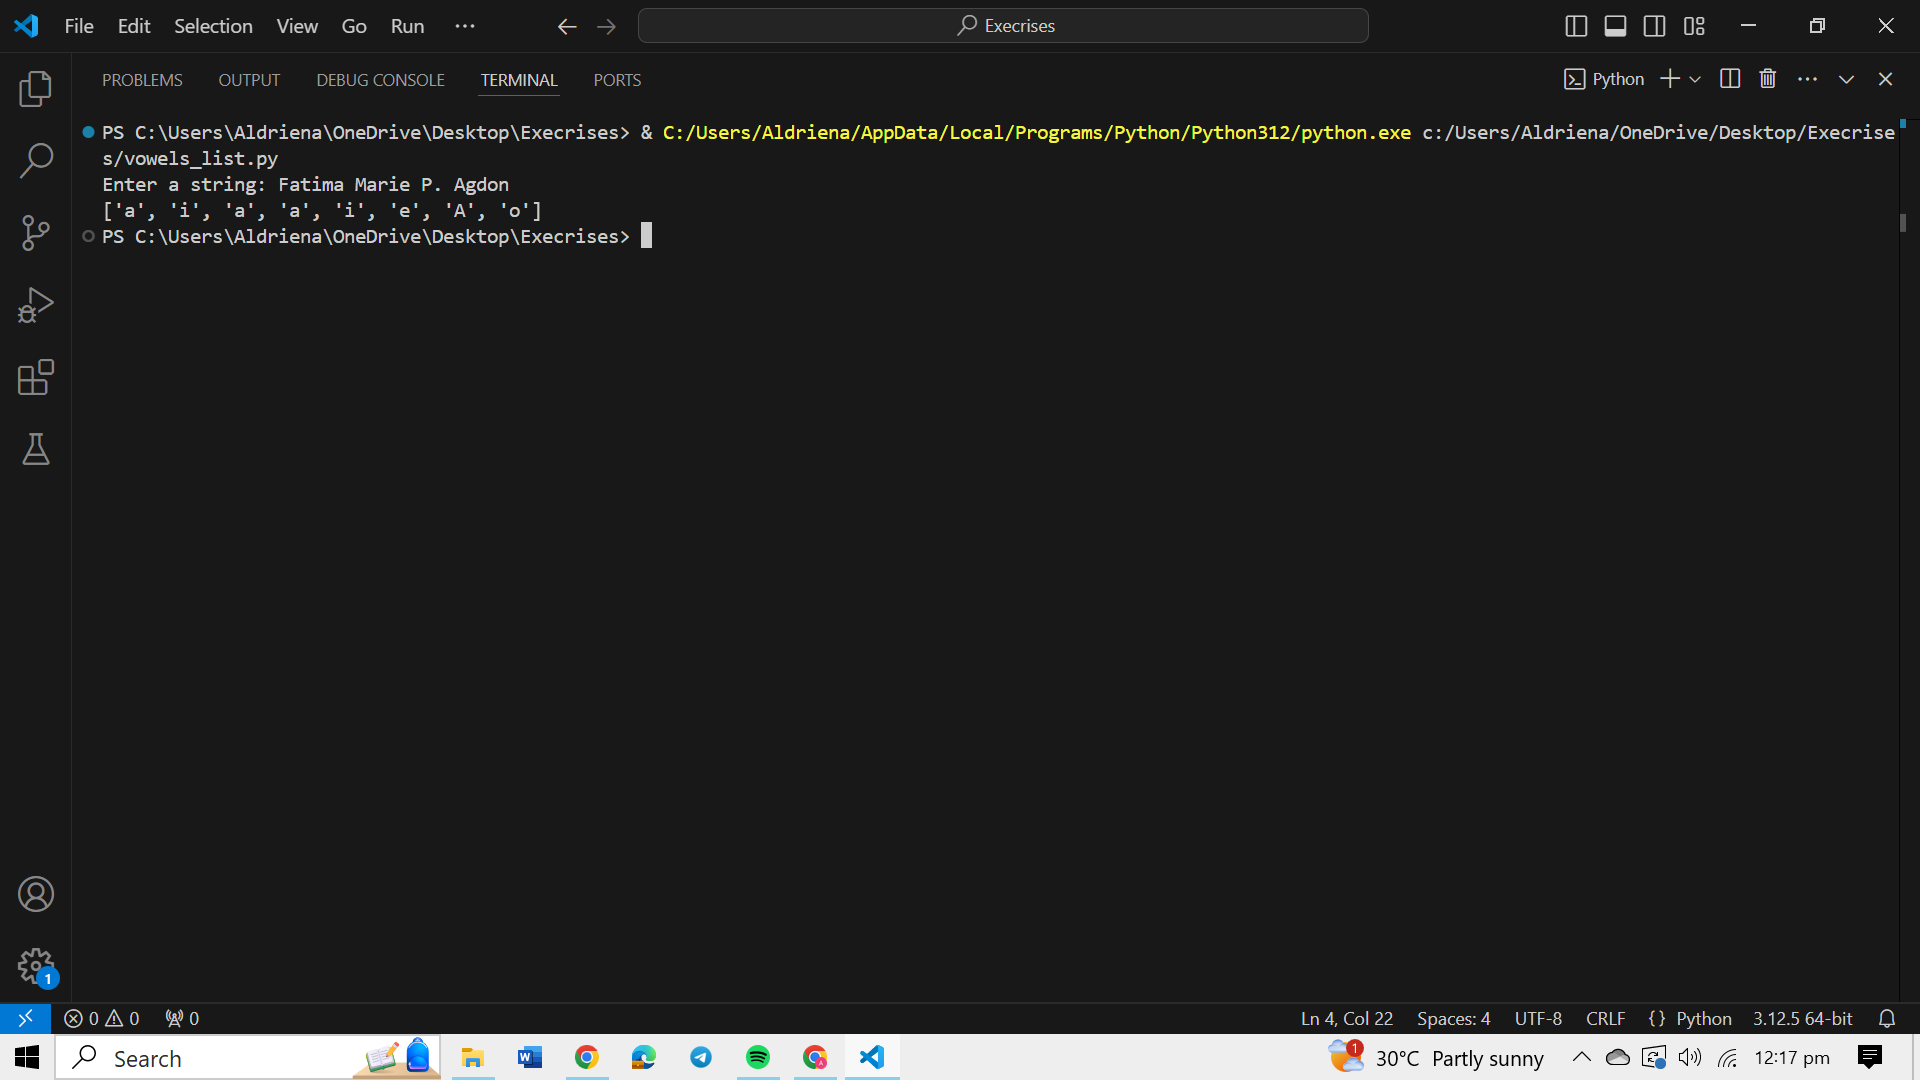 File Edit Selection View Go Run ··· Execrises
PROBLEMS OUTPUT DEBUG CONSOLE TERMINAL PORTS Python
PS C:\Users\Aldriena\OneDrive\Desktop\Execrises> & C:/Users/Aldriena/AppData/Local/Programs/Python/Python312/python.exe c:/Users/Aldriena/OneDrive/Desktop/Execrise
s/vowels_list.py
Enter a string: Fatima Marie P. Agdon
['a', 'i', 'a', 'a', 'i', 'e', 'A', 'o']
PS C:\Users\Aldriena\OneDrive\Desktop\Execrises>
1
0 0 0 Ln 4, Col 22 Spaces: 4 UTF-8 CRLF {} Python 3.12.5 64-bit
Search 1 30°C Partly sunny 12:17 pm